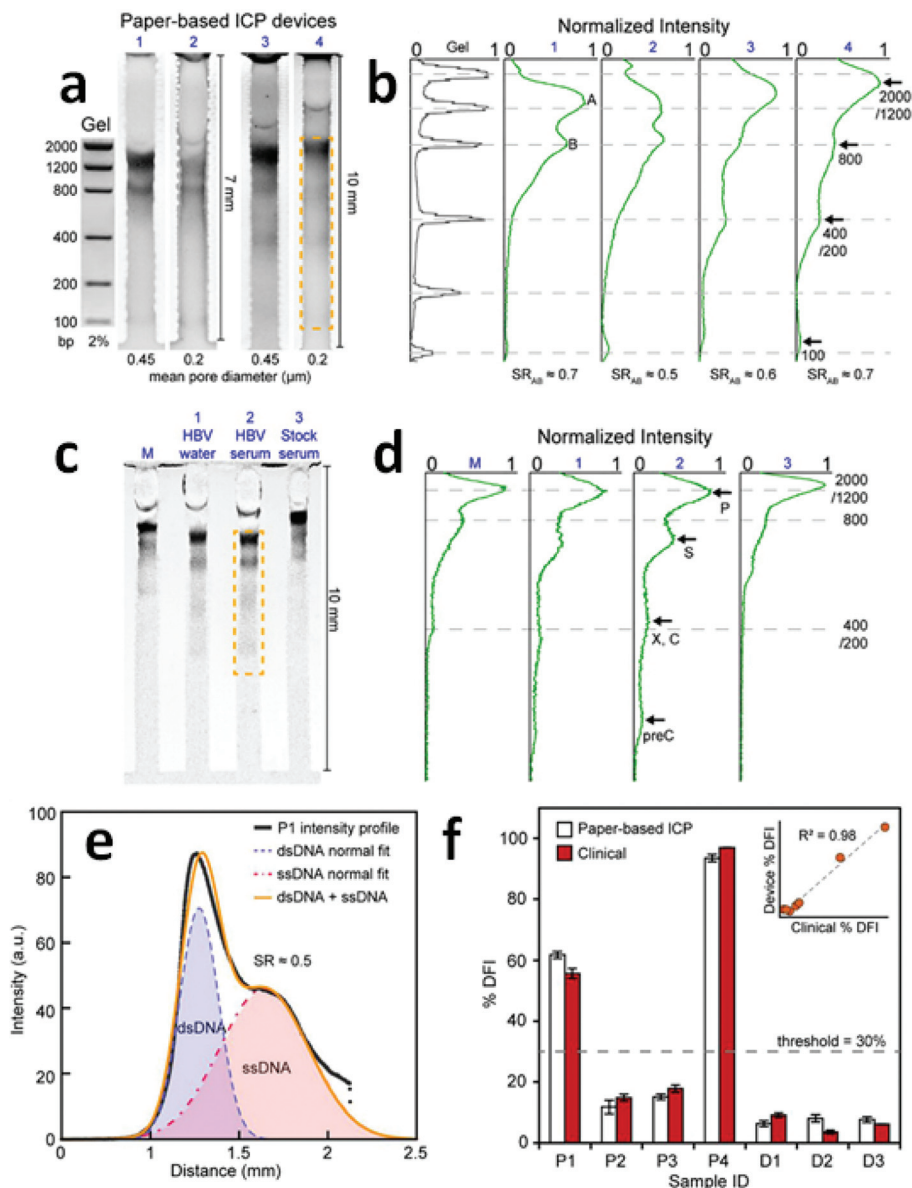 Paper-based ICP devices
a
1 2 3 4
Gel
2000
1200
800
400
200
100
bp 2%
7 mm
10 mm
0.45 0.2 0.45 0.2
mean pore diameter (µm)
b
Normalized Intensity
0 Gel 1 0 1 1 0 2 1 0 3 1 0 4 1
A
B
2000
/1200
800
400
/200
100
SR_AB ≈ 0.7 SR_AB ≈ 0.5 SR_AB ≈ 0.6 SR_AB ≈ 0.7
c
1 2 3
HBV HBV Stock
M water serum serum
10 mm
d
Normalized Intensity
0 M 1 0 1 1 0 2 1 0 3 1
2000
/1200
P
800
S
400
/200
X, C
preC
e
100
80
60
40
20
0
Intensity (a.u.)
P1 intensity profile
dsDNA normal fit
ssDNA normal fit
dsDNA + ssDNA
SR ≈ 0.5
dsDNA
ssDNA
1 1.5 2 2.5
Distance (mm)
f
100
80
60
40
20
0
% DFI
Paper-based ICP
Clinical
R² = 0.98
Device % DFI
Clinical % DFI
threshold = 30%
P1 P2 P3 P4 D1 D2 D3
Sample ID